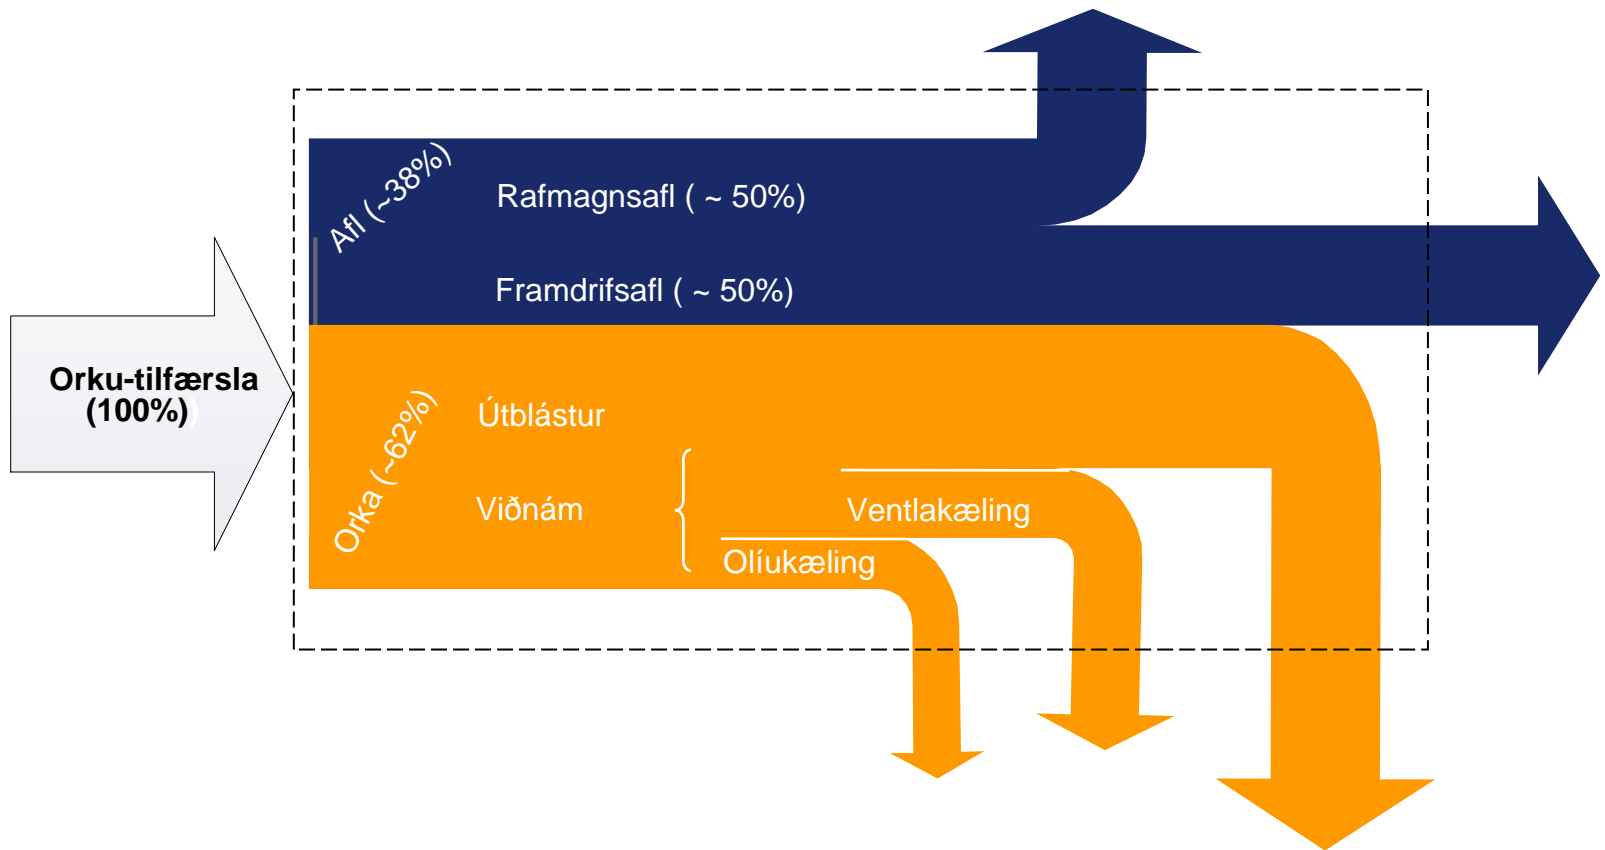 Afl (~38%)
Rafmagnsafl ( ~ 50%)
Framdrifsafl ( ~ 50%)
Orku-tilfærsla
(100%))
Orka (~62%)
Útblástur
Viðnám
Ventlakæling
Olíukæling